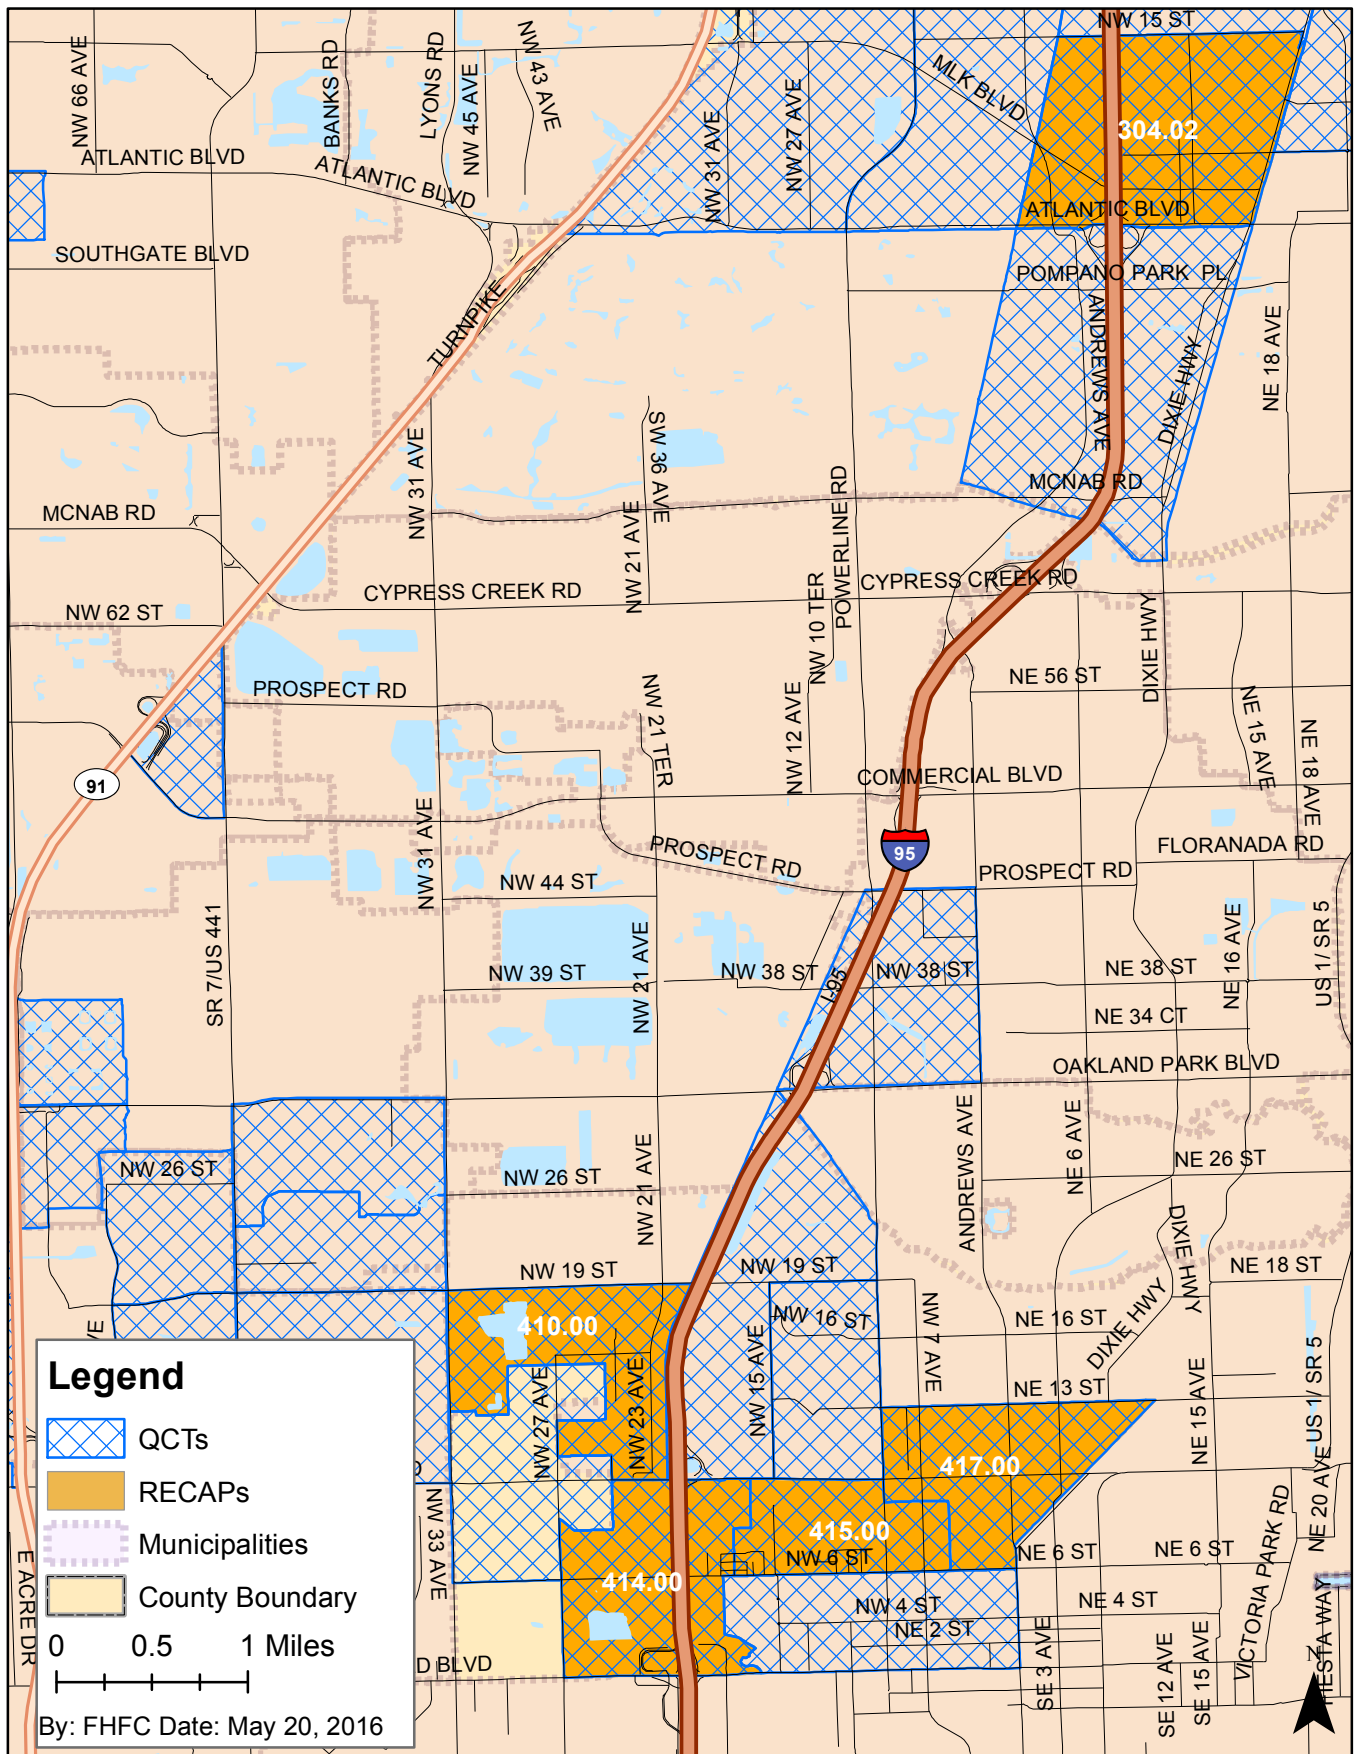 NW 15 ST
NW 66 AVE
BANKS RD
LYONS RD
NW 45 AVE
NW 43 AVE
MLK BLVD
NW 31 AVE
NW 27 AVE
304.02
ATLANTIC BLVD
ATLANTIC BLVD
ATLANTIC BLVD
SOUTHGATE BLVD
POMPANO PARK PL
TURNPIKE
ANDREWS AVE
DIXIE HWY
NE 18 AVE
NW 31 AVE
SW 36 AVE
MCNAB RD
MCNAB RD
NW 21 AVE
POWERLINE RD
CYPRESS CREEK RD
CYPRESS CREEK RD
NW 62 ST
NW 10 TER
DIXIE HWY
NE 56 ST
PROSPECT RD
NW 21 TER
NW 12 AVE
NE 15 AVE
NE 18 AVE
91
COMMERCIAL BLVD
NW 31 AVE
PROSPECT RD
95
FLORANADA RD
PROSPECT RD
NW 44 ST
SR 7/US 441
NW 21 AVE
NE 16 AVE
US 1/ SR 5
NW 39 ST
NW 38 ST
NW 38 ST
NE 38 ST
I-95
NE 34 CT
OAKLAND PARK BLVD
ANDREWS AVE
NE 6 AVE
NW 26 ST
NW 26 ST
NW 21 AVE
NE 26 ST
DIXIE HWY
NW 19 ST
NW 19 ST
NE 18 ST
410.00
NW 16 ST
NW 7 AVE
NE 16 ST
DIXIE HWY
NW 15 AVE
NE 13 ST
NE 15 AVE
US 1/ SR 5
NW 27 AVE
NW 23 AVE
417.00
NE 20 AVE
415.00
NW 6 ST
NE 6 ST
NE 6 ST
VICTORIA PARK RD
NW 33 AVE
414.00
NW 4 ST
NE 4 ST
NE 2 ST
SE 3 AVE
SE 12 AVE
SE 15 AVE
E ACRE DR
D BLVD
VE
N
Legend
QCTs
RECAPs
Municipalities
County Boundary
0 0.5 1 Miles
By: FHFC Date: May 20, 2016